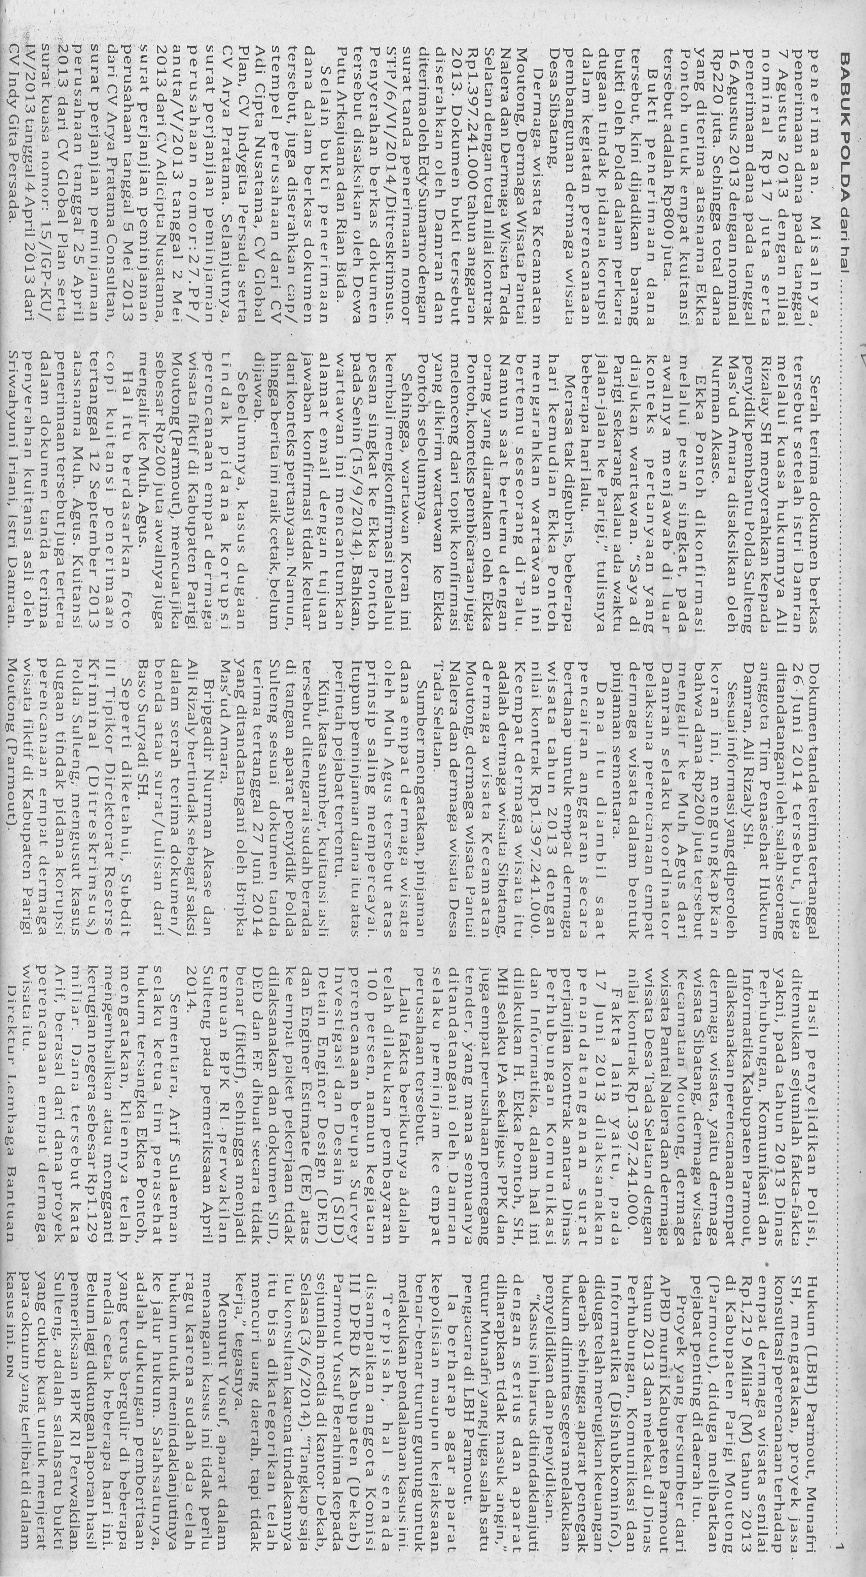 BABUK POLDA dari hal ........ 1
penerimaan. Misalnya,
penerimaan dana pada tanggal
7 Agustus 2013 dengan nilai
nominal Rp17 juta serta
penerimaan dana pada tanggal
16 Agustus 2013 dengan nominal
Rp220 juta. Sehingga total dana
yang diterima atasnama Ekka
Pontoh untuk empat kuitansi
tersebut adalah Rp800 juta.
Bukti penerimaan dana
tersebut, kini dijadikan barang
bukti oleh Polda dalam perkara
dugaan tindak pidana korupsi
dalam kegiatan perencanaan
pembangunan dermaga wisata
Desa Sibatang,
Dermaga wisata Kecamatan
Moutong, Dermaga Wisata Pantai
Nalera dan Dermaga Wisata Tada
Selatan dengan total nilai kontrak
Rp1.397.241.000 tahun anggaran
2013. Dokumen bukti tersebut
diserahkan oleh Damran dan
diterima oleh Edy Sumarno dengan
surat tanda penerimaan nomor
STP/6/VI/2014/Ditreskrimsus.
Penyerahan berkas dokumen
tersebut disaksikan oleh Dewa
Putu Arkajuana dan Rian Bida.
Selain bukti penerimaan
dana dalam berkas dokumen
tersebut, juga diserahkan cap/
stempel perusahaan dari CV
Adi Cipta Nusatama, CV Global
Plan, CV Indygita Persada serta
CV Arya Pratama. Selanjutnya,
surat perjanjian peminjaman
perusahaan nomor:27.PP/
anuta/V/2013 tanggal 2 Mei
2013 dari CV Adicipta Nusatama,
surat perjanjian peminjaman
perusahaan tanggal 5 Mei 2013
dari CV Arya Pratama Consultan,
surat perjanjian peminjaman
perusahaan tanggal 25 April
2013 dari CV Global Plan serta
surat kuasa nomor: 15/IGP-KU/
IV/2013 tanggal 4 April 2013 dari
CV Indy Gita Persada.
Serah terima dokumen berkas
tersebut setelah istri Damran
melalui kuasa hukumnya Ali
Rizalay SH menyerahkan kepada
penyidik pembantu Polda Sulteng
Mas'ud Amara disaksikan oleh
Nurman Akase.
Ekka Pontoh dikonfirmasi
melalui pesan singkat, pada
awalnya menjawab di luar
konteks pertanyaan yang
diajukan wartawan. "Saya di
Parigi sekarang kalau ada waktu
jalan-jalan ke Parigi," tulisnya
beberapa hari lalu.
Merasa tak digubris, beberapa
hari kemudian Ekka Pontoh
mengarahkan wartawan ini
bertemu seseorang di Palu.
Namun saat bertemu dengan
orang yang diarahkan oleh Ekka
Pontoh, konteks pembicaraan juga
melenceng dari topik konfirmasi
yang dikirim wartawan ke Ekka
Pontoh sebelumnya.
Sehingga, wartawan Koran ini
kembali mengkonfirmasi melalui
pesan singkat ke Ekka Pontoh
pada Senin (15/9/2014). Bahkan,
wartawan ini mencantumkan
alamat email dengan tujuan
jawaban konfirmasi tidak keluar
dari konteks pertanyaan. Namun,
hingga berita ini naik cetak, belum
dijawab.
Sebelumnya, kasus dugaan
tindak pidana korupsi
perencanaan empat dermaga
wisata fiktif di Kabupaten Parigi
Moutong (Parmout), mencuat jika
sebesar Rp200 juta awalnya juga
mengalir ke Muh. Agus.
Hal itu berdasarkan foto
copi kuitansi penerimaan
tertanggal 12 September 2013
atasnama Muh. Agus. Kuitansi
penerimaan tersebut juga tertera
dalam dokumen tanda terima
penyerahan kuitansi asli oleh
Sriwahyuni Iriani, Istri Damran.
Dokumen tanda terima tertanggal
26 Juni 2014 tersebut, juga
ditandatangani oleh salah seorang
anggota Tim Penasehat Hukum
Damran, Ali Rizaly SH.
Sesuai informasi yang diperoleh
koran ini, mengungkapkan
bahwa dana Rp200 juta tersebut
mengalir ke Muh Agus dari
Damran selaku koordinator
pelaksana perencanaan empat
dermaga wisata dalam bentuk
pinjaman sementara.
Dana itu diambil saat
pencairan anggaran secara
bertahap untuk empat dermaga
wisata tahun 2013 dengan
nilai kontrak Rp1.397.241.000.
Keempat dermaga wisata itu
adalah dermaga wisata Sibatang,
dermaga wisata Kecamatan
Moutong, dermaga wisata Pantai
Nalera dan dermaga wisata Desa
Tada Selatan.
Sumber mengatakan, pinjaman
dana empat dermaga wisata
oleh Muh Agus tersebut atas
prinsip saling mempercayai.
Itupun peminjaman dana itu atas
perintah pejabat tertentu.
Kini, kata sumber, kuitansi asli
tersebut ditengarai sudah berada
di tangan aparat penyidik Polda
Sulteng sesuai dokumen tanda
terima tertanggal 27 Juni 2014
yang ditandatangani oleh Bripka
Mas'ud Amara.
Bripgadir Nurman Akase dan
Ali Rizaly bertindak sebagai saksi
dalam serah terima dokumen/
benda atau surat/tulisan dari
Baso Suryadi SH.
Seperti diketahui, Subdit
III Tipikor Direktorat Reserse
Kriminal (Ditreskrimsus)
Polda Sulteng, mengusut kasus
dugaan tindak pidana korupsi
perencanaan empat dermaga
wisata fiktif di Kabupaten Parigi
Moutong (Parmout).
Hasil penyelidikan Polisi,
ditemukan sejumlah fakta-fakta
yakni, pada tahun 2013 Dinas
Perhubungan, Komunikasi dan
Informatika Kabupaten Parmout,
dilaksanakan perencanaan empat
dermaga wisata, yaitu dermaga
wisata Sibatang, dermaga wisata
Kecamatan Moutong, dermaga
wisata Pantai Nalera dan dermaga
wisata Desa Tada Selatan dengan
nilai kontrak Rp1.397.241.000.
Fakta lain yaitu, pada
17 Juni 2013 dilaksanakan
penandatanganan surat
perjanjian kontrak antara Dinas
Perhubungan Komunikasi
dan Informatika, dalam hal ini
dilakukan H. Ekka Pontoh, SH,
MH selaku PA sekaligus PPK dan
juga empat perusahaan pemegang
tender, yang mana semuanya
ditandatangani oleh Damran
selaku peminjam ke empat
perusahaan tersebut.
Lalu fakta berikutnya adalah
telah dilakukan pembayaran
100 persen, namun kegiatan
perencanaan berupa Survey
Investigasi dan Desaun (SID)
Detain Enginer Design (DED)
dan Enginer Estimate (EE) atas
ke empat paket pekerjaan tidak
dilaksanakan dan dokumen SID,
DED dan EE dibuat secara tidak
benar (fiktif), sehingga menjadi
temuan BPK RI perwakilan
Sulteng pada pemeriksaan April
2014.
Sementara, Arif Sulaeman
selaku ketua tim penasehat
hukum tersangka Ekka Pontoh,
mengatakan, kliennya telah
mengembalikan atau mengganti
kerugian negera sebesar Rp1.129
miliar. Dana tersebut kata
Arif, berasal dari dana proyek
perencanaan empat dermaga
wisata itu.
Direktur Lembaga Bantuan
Hukum (LBH) Parmout, Munafri
SH, mengatakan, proyek jasa
konsultasi perencanaan terhadap
empat dermaga wisata senilai
Rp1,219 Miliar (M) tahun 2013
di Kabupaten Parigi Moutong
(Parmout), diduga melibatkan
pejabat penting di daerah itu.
Proyek yang bersumber dari
APBD murni Kabupaten Parmout
tahun 2013 dan melekat di Dinas
Perhubungan, Komunikasi dan
Informatika (Dishubkominfo),
diduga telah merugikan keuangan
daerah sehingga aparat penegak
hukum diminta segera melakukan
penyelidikan dan penyidikan.
"Kasus ini harus ditindaklanjuti
dengan serius dan aparat
diharapkan tidak masuk angin,"
tutur Munafri yang juga salah satu
pengacara di LBH Parmout.
Ia berharap agar aparat
kepolisian maupun kejaksaan
benar-benar turun gunung untuk
melakukan pendalaman kasus ini.
Terpisah, hal senada
disampaikan anggota Komisi
III DPRD Kabupaten (Dekab)
Parmout Yusuf Berahima kepada
sejumlah media di kantor Dekab,
Selasa (3/6/2014). "Tangkap saja
itu konsultan karena tindakannya
itu bisa dikategorikan telah
mencuri uang daerah, tapi tidak
kerja," tegasnya.
Menurut Yusuf, aparat dalam
menangani kasus ini tidak perlu
ragu karena sudah ada celah
hukum untuk menindaklanjutinya
ke jalur hukum. Salahsatunya,
adalah dukungan pemberitaan
yang terus bergulir di beberapa
media cetak beberapa hari ini.
Belum lagi dukungan laporan hasil
pemeriksaan BPK RI Perwakilan
Sulteng, adalah salahsatu bukti
yang cukup kuat untuk menjerat
para oknum yang terlibat di dalam
kasus ini. DIN